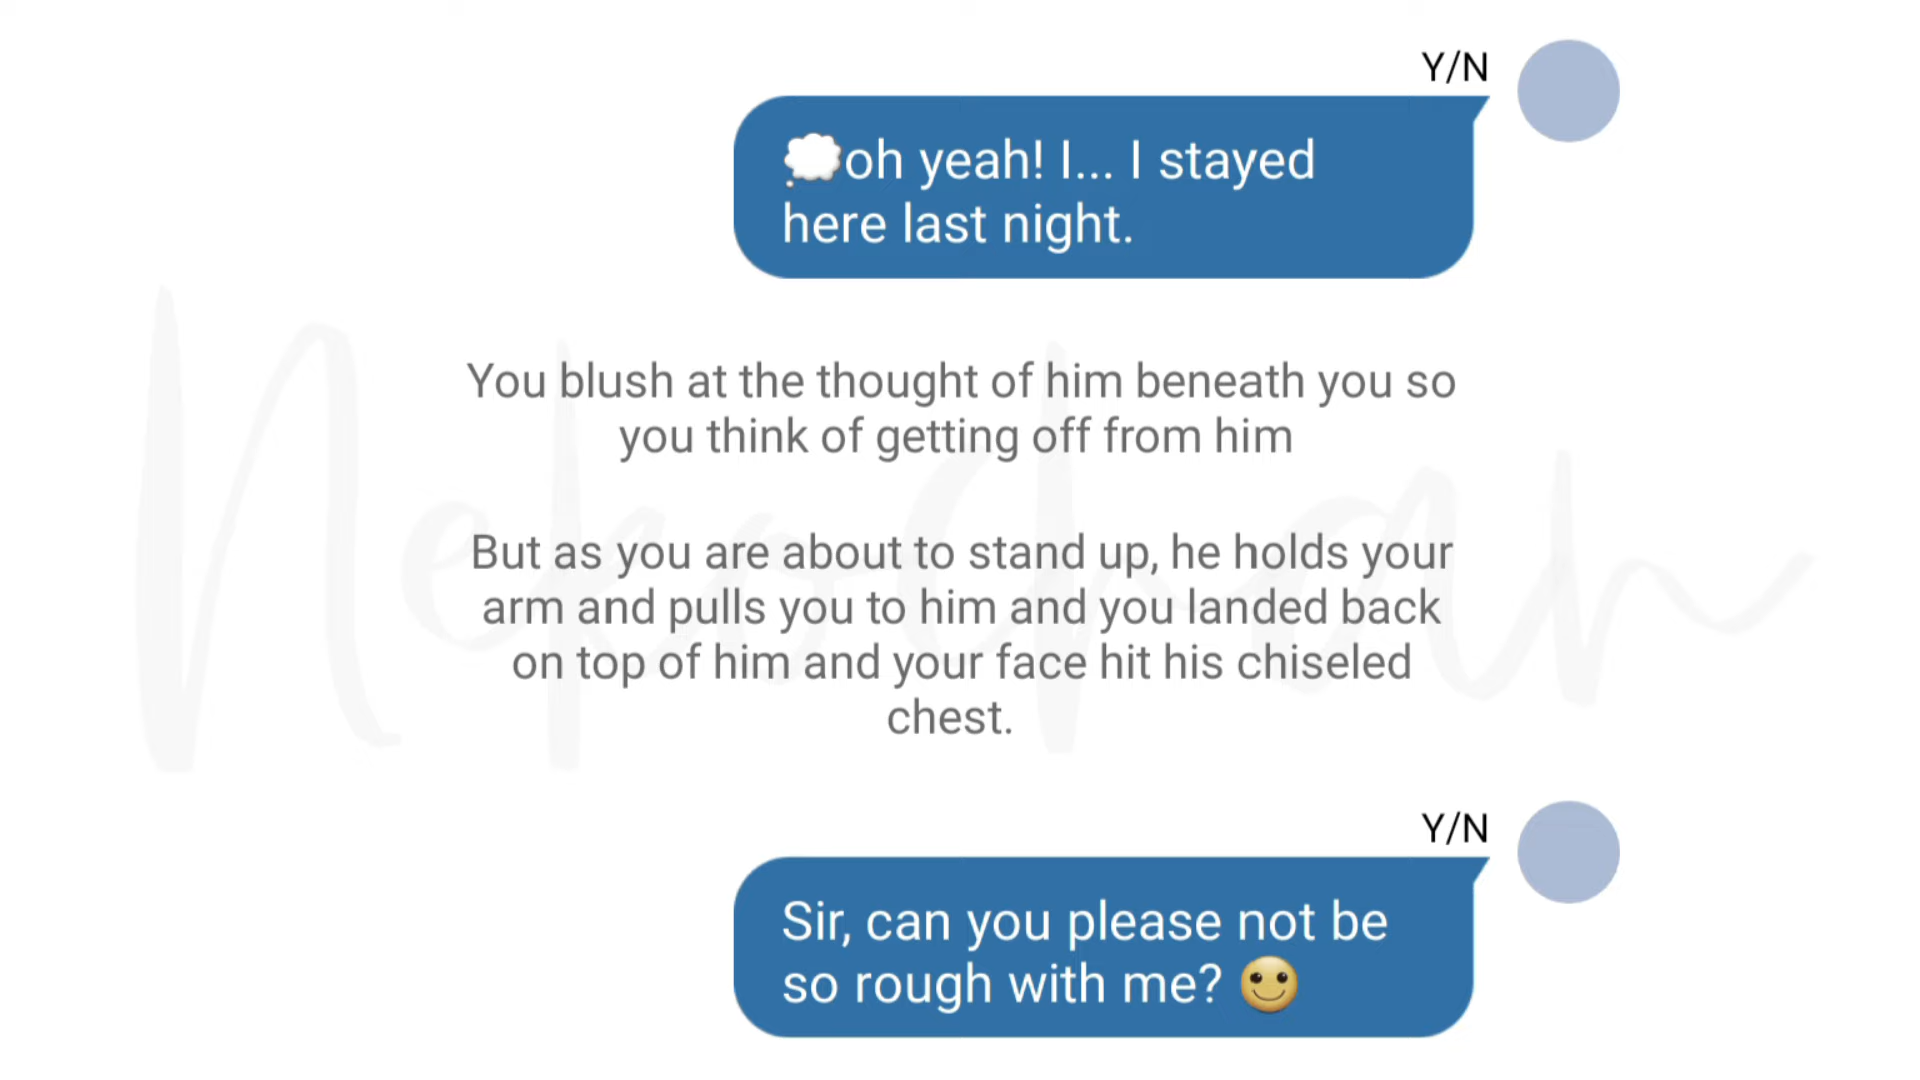 Y/N
💭oh yeah! I... I stayed
here last night.
You blush at the thought of him beneath you so
you think of getting off from him
But as you are about to stand up, he holds your
arm and pulls you to him and you landed back
on top of him and your face hit his chiseled
chest.
Nekochan
Y/N
Sir, can you please not be
so rough with me? 🙂